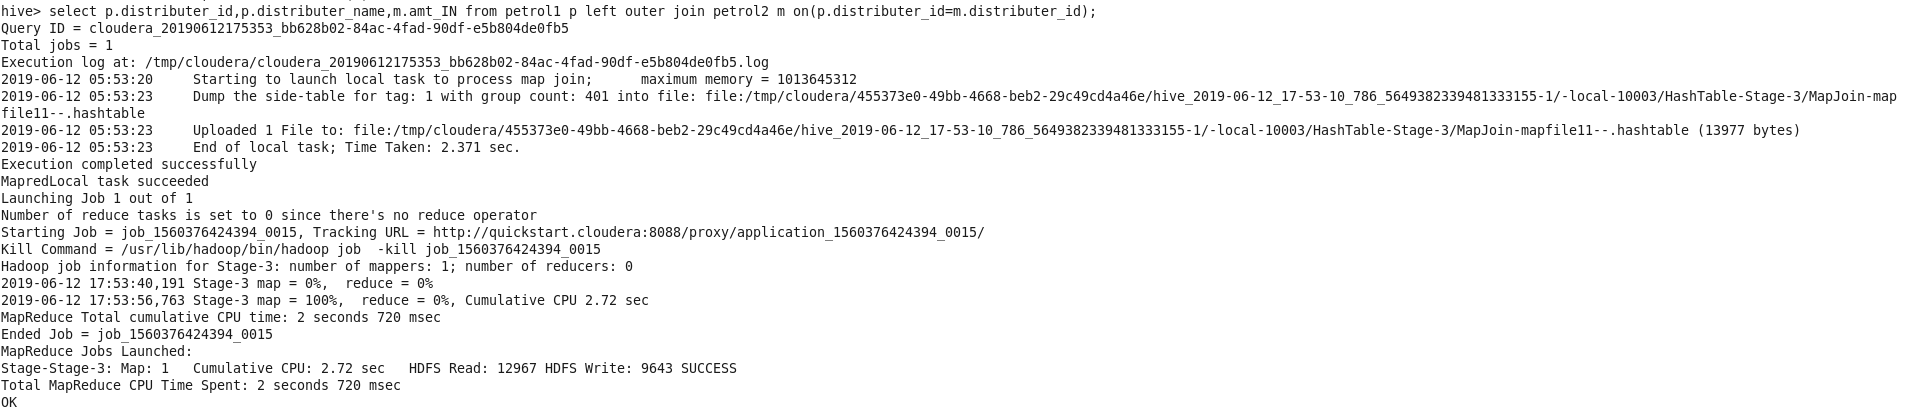 hive> select p.distributer_id,p.distributer_name,m.amt_IN from petrol1 p left outer join petrol2 m on(p.distributer_id=m.distributer_id);
Query ID = cloudera_20190612175353_bb628b02-84ac-4fad-90df-e5b804de0fb5
Total jobs = 1
Execution log at: /tmp/cloudera/cloudera_20190612175353_bb628b02-84ac-4fad-90df-e5b804de0fb5.log
2019-06-12 05:53:20     Starting to launch local task to process map join;      maximum memory = 1013645312
2019-06-12 05:53:23     Dump the side-table for tag: 1 with group count: 401 into file: file:/tmp/cloudera/455373e0-49bb-4668-beb2-29c49cd4a46e/hive_2019-06-12_17-53-10_786_5649382339481333155-1/-local-10003/HashTable-Stage-3/MapJoin-map
file11--.hashtable
2019-06-12 05:53:23     Uploaded 1 File to: file:/tmp/cloudera/455373e0-49bb-4668-beb2-29c49cd4a46e/hive_2019-06-12_17-53-10_786_5649382339481333155-1/-local-10003/HashTable-Stage-3/MapJoin-mapfile11--.hashtable (13977 bytes)
2019-06-12 05:53:23     End of local task; Time Taken: 2.371 sec.
Execution completed successfully
MapredLocal task succeeded
Launching Job 1 out of 1
Number of reduce tasks is set to 0 since there's no reduce operator
Starting Job = job_1560376424394_0015, Tracking URL = http://quickstart.cloudera:8088/proxy/application_1560376424394_0015/
Kill Command = /usr/lib/hadoop/bin/hadoop job  -kill job_1560376424394_0015
Hadoop job information for Stage-3: number of mappers: 1; number of reducers: 0
2019-06-12 17:53:40,191 Stage-3 map = 0%,  reduce = 0%
2019-06-12 17:53:56,763 Stage-3 map = 100%,  reduce = 0%, Cumulative CPU 2.72 sec
MapReduce Total cumulative CPU time: 2 seconds 720 msec
Ended Job = job_1560376424394_0015
MapReduce Jobs Launched:
Stage-Stage-3: Map: 1   Cumulative CPU: 2.72 sec   HDFS Read: 12967 HDFS Write: 9643 SUCCESS
Total MapReduce CPU Time Spent: 2 seconds 720 msec
OK